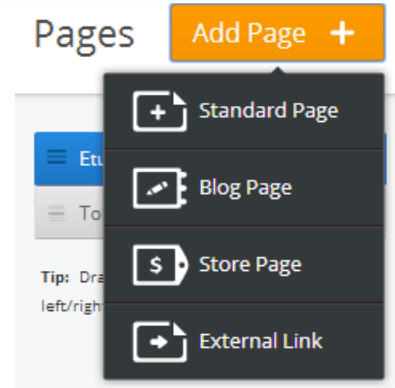 Pages
Add Page +
Standard Page
Blog Page
Store Page
External Link
Tip: